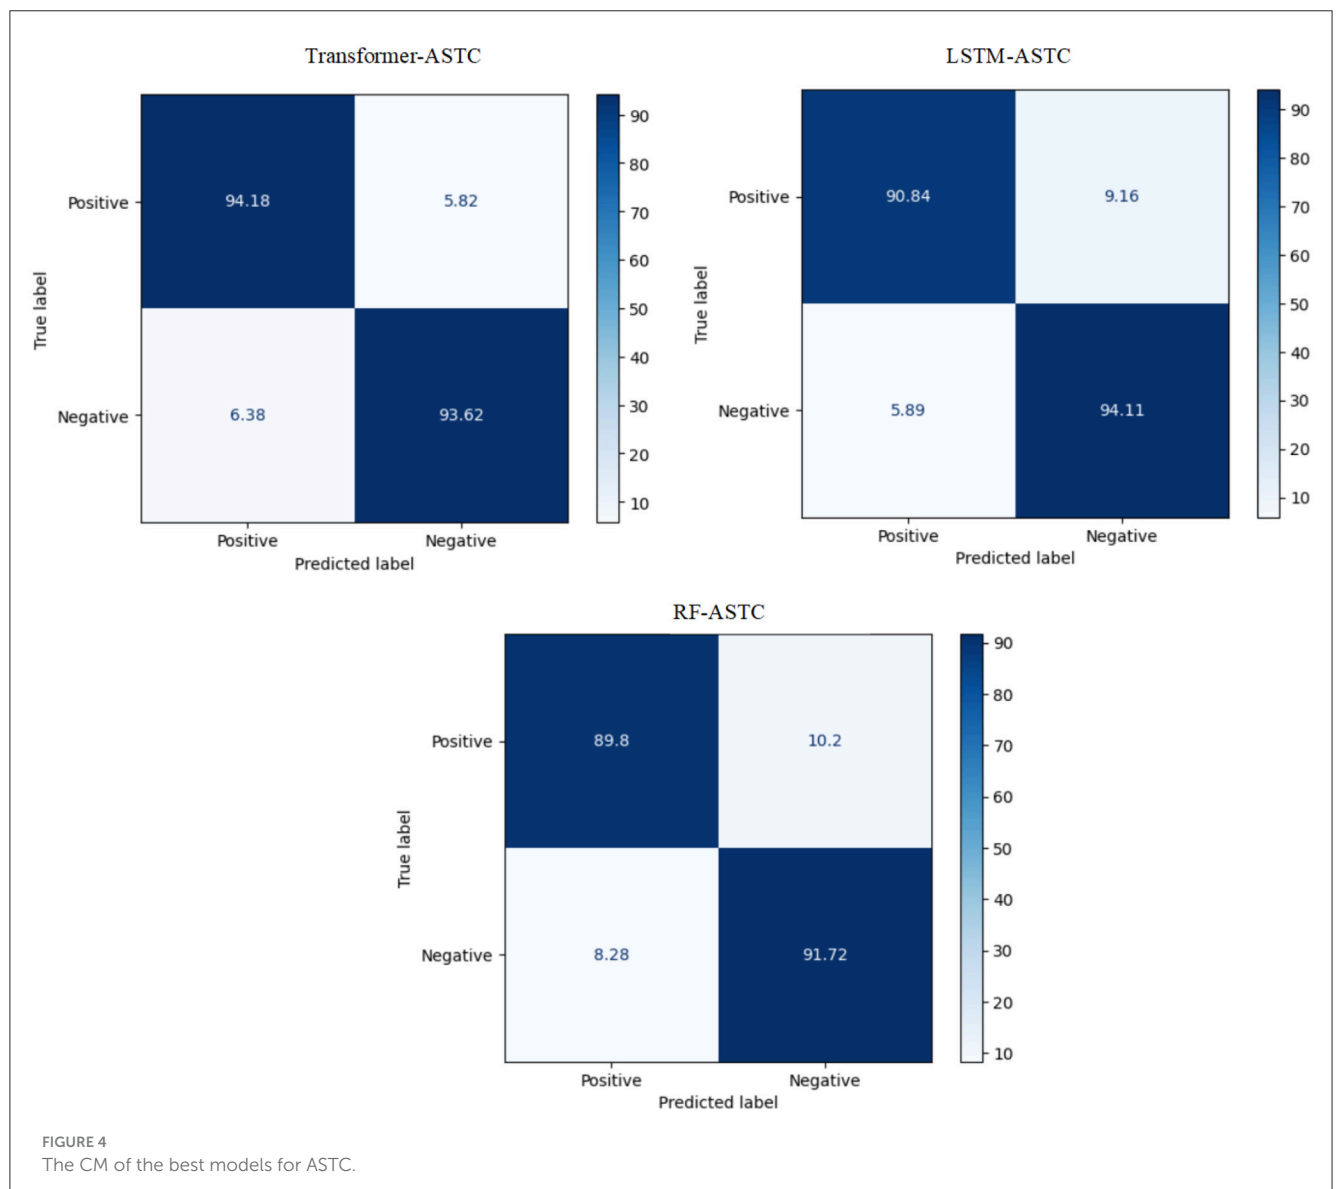 Transformer-ASTC
Positive
94.18
5.82
Negative
6.38
93.62
Positive
Negative
Predicted label
True label
90
80
70
60
50
40
30
20
10
LSTM-ASTC
Positive
90.84
9.16
Negative
5.89
94.11
Positive
Negative
Predicted label
True label
90
80
70
60
50
40
30
20
10
RF-ASTC
Positive
89.8
10.2
Negative
8.28
91.72
Positive
Negative
Predicted label
True label
90
80
70
60
50
40
30
20
10
FIGURE 4
The CM of the best models for ASTC.